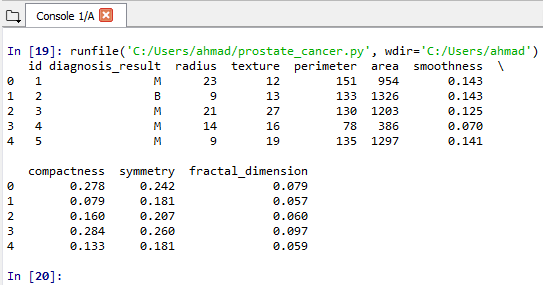 Console 1/A
In [19]: runfile('C:/Users/ahmad/prostate_cancer.py', wdir='C:/Users/ahmad')
id diagnosis_result radius texture perimeter area smoothness \
0 1 M 23 12 151 954 0.143
1 2 B 9 13 133 1326 0.143
2 3 M 21 27 130 1203 0.125
3 4 M 14 16 78 386 0.070
4 5 M 9 19 135 1297 0.141
compactness symmetry fractal_dimension
0 0.278 0.242 0.079
1 0.079 0.181 0.057
2 0.160 0.207 0.060
3 0.284 0.260 0.097
4 0.133 0.181 0.059
In [20]: